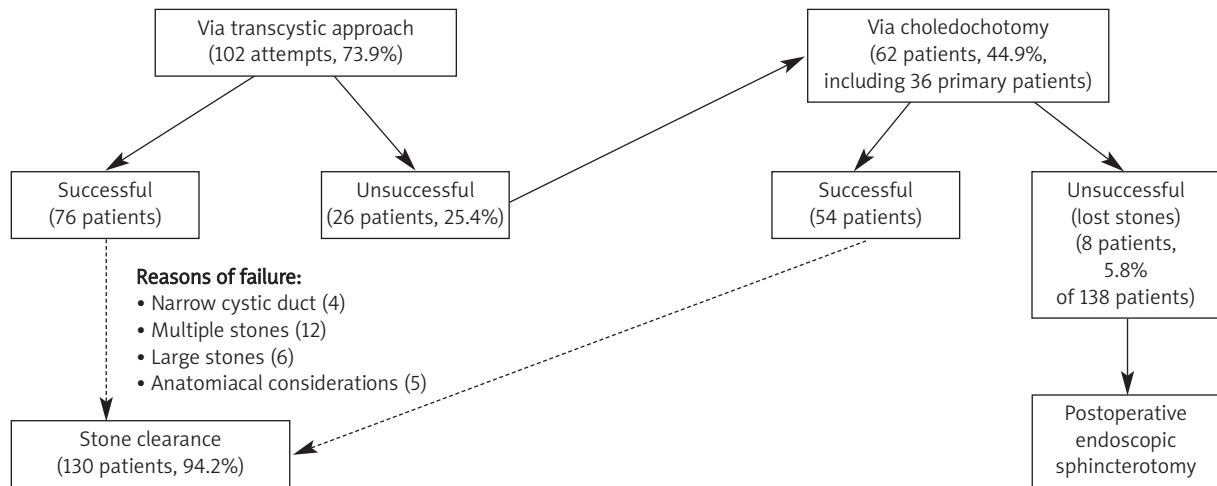 Via transcystic approach
(102 attempts, 73.9%)
Via choledochotomy
(62 patients, 44.9%,
including 36 primary patients)
Successful
(76 patients)
Unsuccessful
(26 patients, 25.4%)
Successful
(54 patients)
Unsuccessful
(lost stones)
(8 patients,
5.8%
of 138 patients)
Reasons of failure:
• Narrow cystic duct (4)
• Multiple stones (12)
• Large stones (6)
• Anatomiacal considerations (5)
Stone clearance
(130 patients, 94.2%)
Postoperative
endoscopic
sphincterotomy